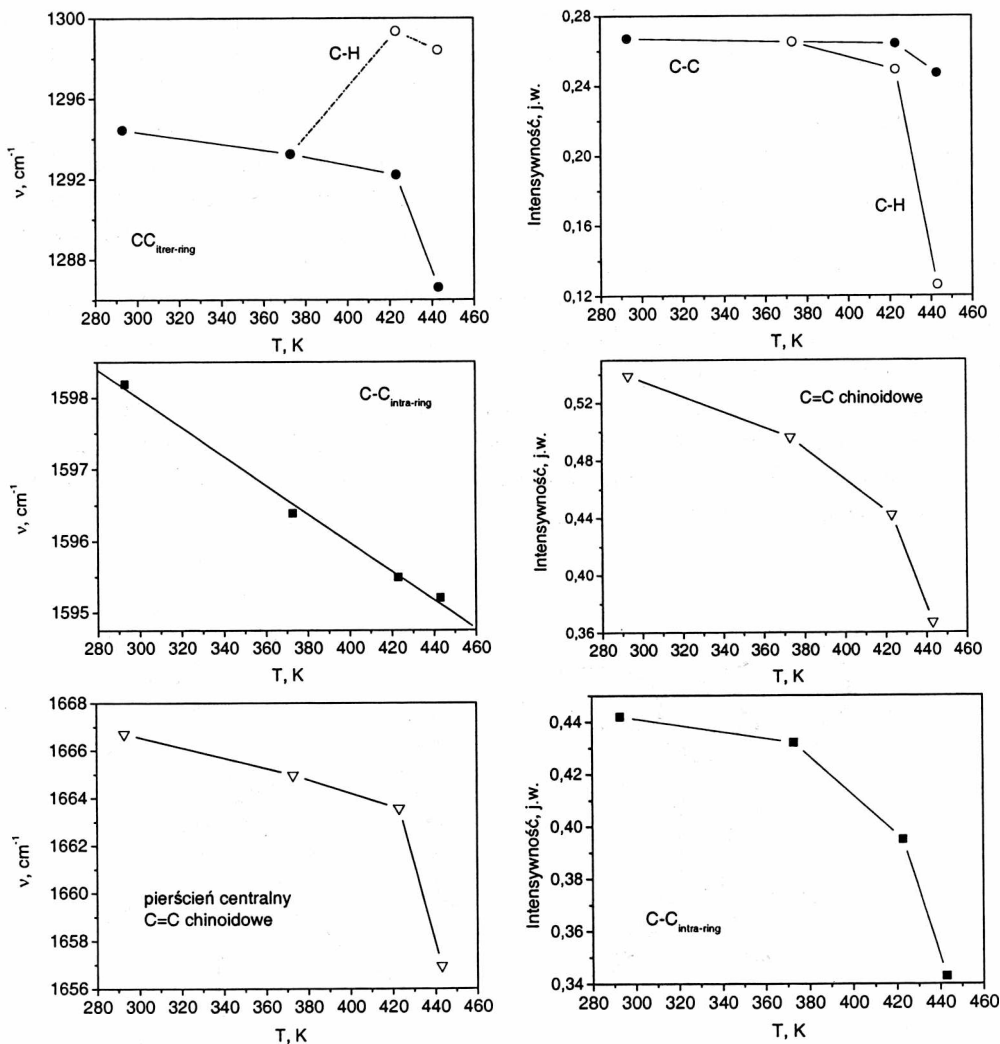 1300
1296
1292
1288
ν, cm⁻¹
C-H
CC itrer-ring
280 300 320 340 360 380 400 420 440 460
T, K
0,28
0,24
0,20
0,16
0,12
Intensywność, j.w.
C-C
C-H
280 300 320 340 360 380 400 420 440 460
T, K
1598
1597
1596
1595
ν, cm⁻¹
C-C intra-ring
280 300 320 340 360 380 400 420 440 460
T, K
0,52
0,48
0,44
0,40
0,36
Intensywność, j.w.
C=C chinoidowe
280 300 320 340 360 380 400 420 440 460
T, K
1668
1666
1664
1662
1660
1657
1656
ν, cm⁻¹
pierścień centralny
C=C chinoidowe
280 300 320 340 360 380 400 420 440 460
T, K
0,44
0,42
0,40
0,38
0,36
0,34
Intensywność, j.w.
C-C intra-ring
280 300 320 340 360 380 400 420 440 460
T, K